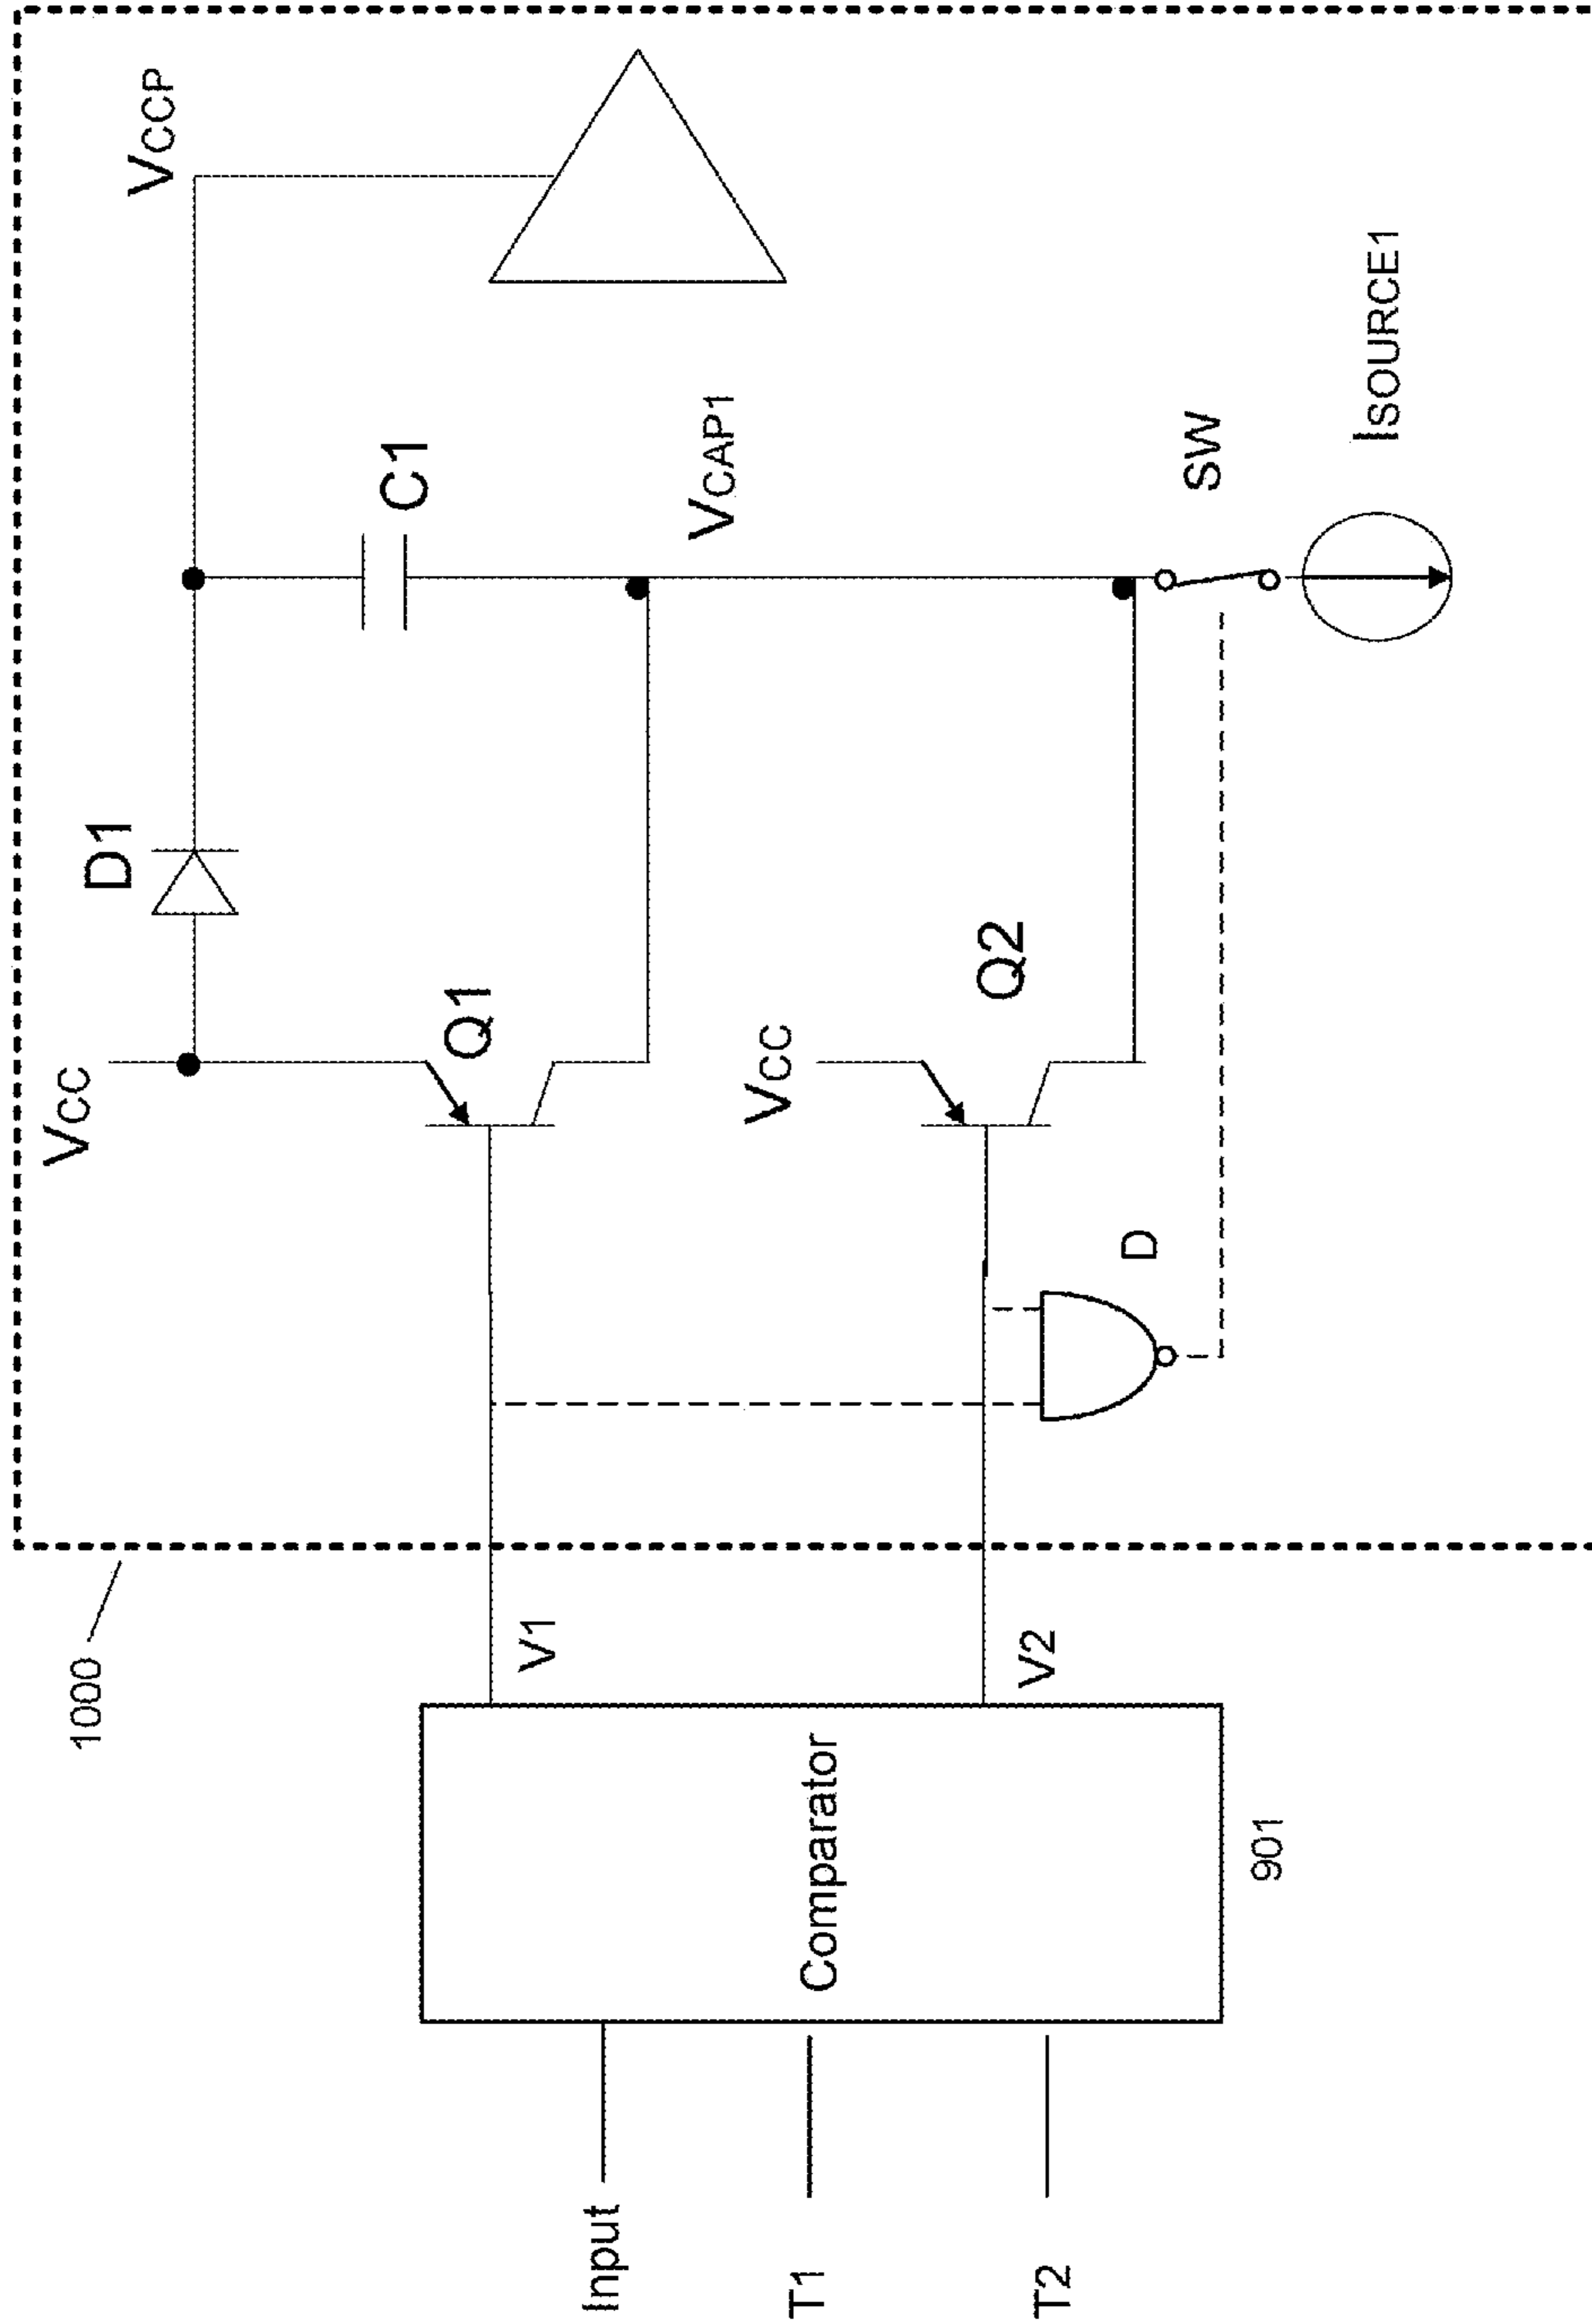 1000
VCC
D1
VCCP
Q1
C1
Input
V1
T1
Comparator
VCC
VCAP1
T2
V2
Q2
D
SW
901
ISOURCE1